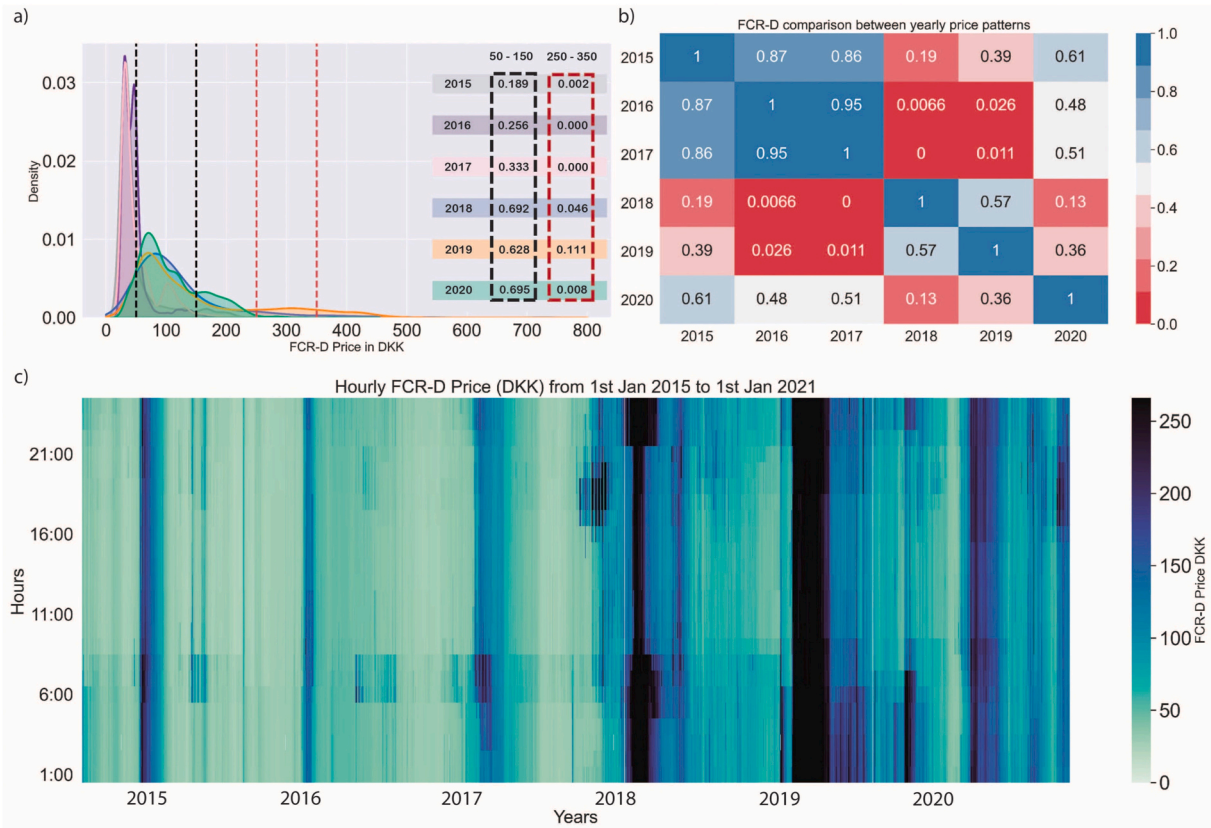 a)
0.03
0.02
0.01
0.00
Density
0 100 200 300 400 500 600 700 800
FCR-D Price in DKK
50 - 150 250 - 350
2015 0.189 0.002
2016 0.256 0.000
2017 0.333 0.000
2018 0.692 0.046
2019 0.628 0.111
2020 0.695 0.008
b)
FCR-D comparison between yearly price patterns
2015 1 0.87 0.86 0.19 0.39 0.61
2016 0.87 1 0.95 0.0066 0.026 0.48
2017 0.86 0.95 1 0 0.011 0.51
2018 0.19 0.0066 0 1 0.57 0.13
2019 0.39 0.026 0.011 0.57 1 0.36
2020 0.61 0.48 0.51 0.13 0.36 1
2015 2016 2017 2018 2019 2020
1.0
0.8
0.6
0.4
0.2
0.0
c)
Hourly FCR-D Price (DKK) from 1st Jan 2015 to 1st Jan 2021
21:00
16:00
11:00
6:00
1:00
Hours
2015 2016 2017 2018 2019 2020
Years
250
200
150
100
50
0
FCR-D Price DKK